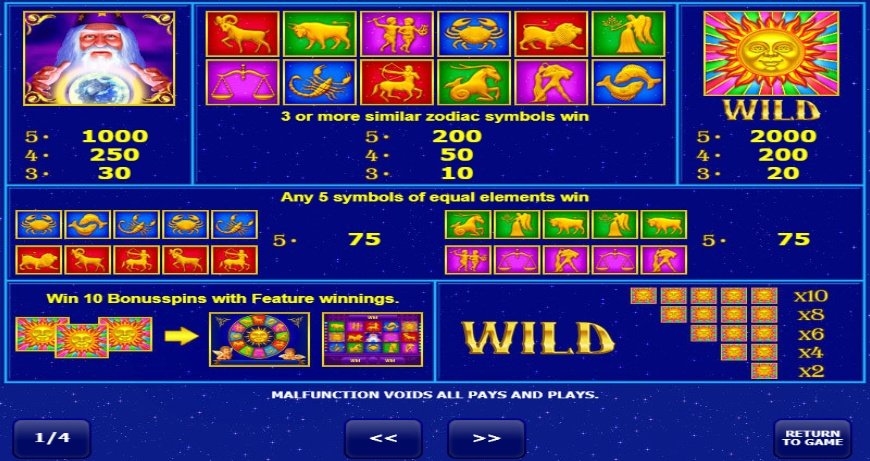 WILD
3 or more similar zodiac symbols win
5· 1000
4· 250
3· 30
5· 200
4· 50
3· 10
5· 2000
4· 200
3· 20
Any 5 symbols of equal elements win
5· 75
5· 75
Win 10 Bonusspins with Feature winnings.
WILD
x10
x8
x6
x4
x2
MALFUNCTION VOIDS ALL PAYS AND PLAYS.
1/4
<<
>>
RETURN
TO GAME